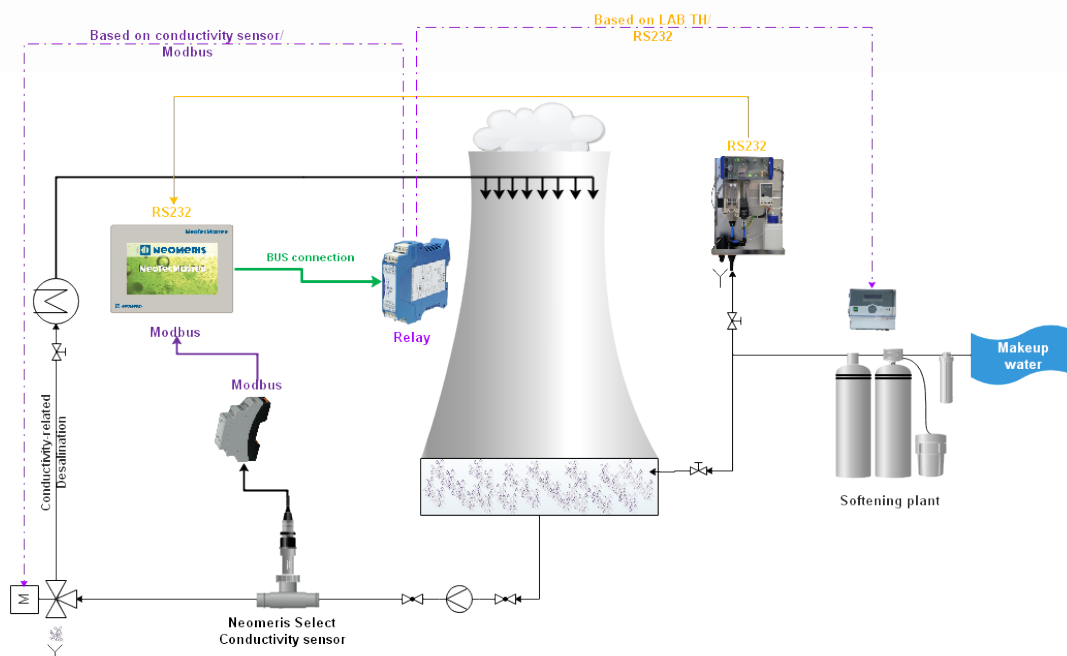 Based on conductivity sensor/
Modbus
Based on LAB TH/
RS232
RS232
RS232
NEOMERIS
BUS connection
Relay
Modbus
Modbus
Makeup
water
Conductivity-related
Desalination
Softening plant
M
M
Neomeris Select
Conductivity sensor